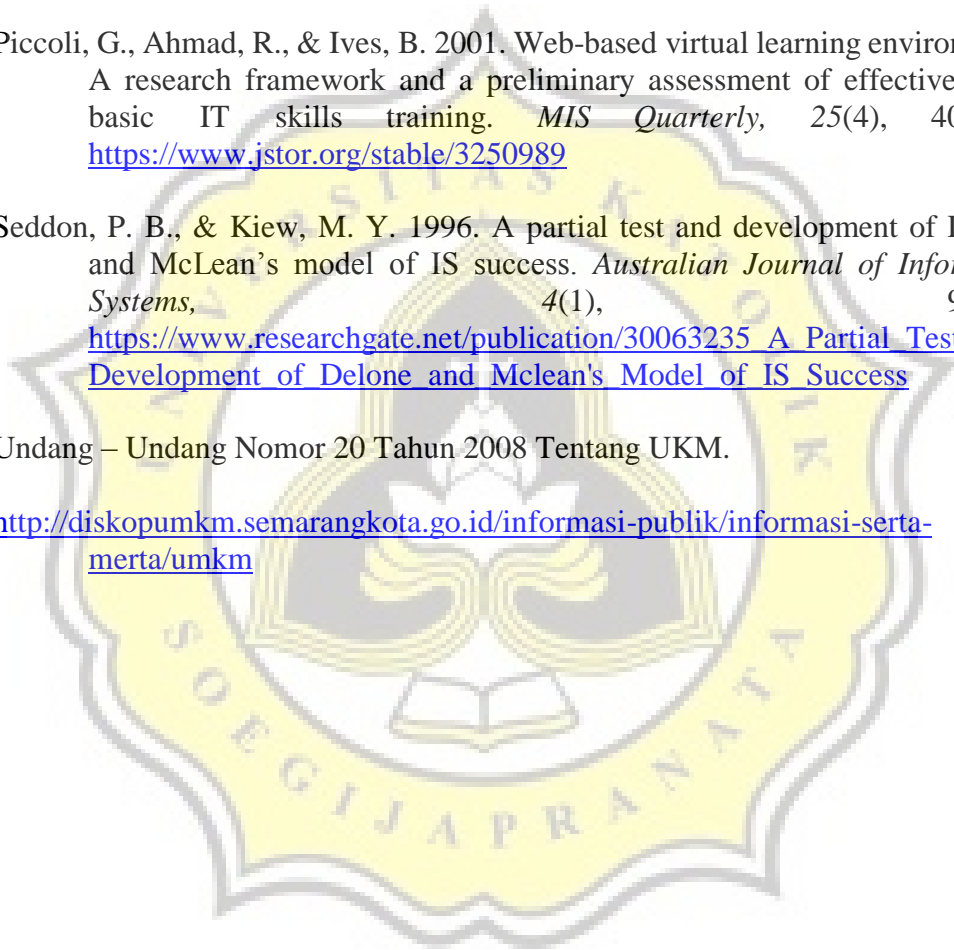 Piccoli, G., Ahmad, R., & Ives, B. 2001. Web-based virtual learning
A research framework and a preliminary assessment of
basic IT skills training. MIS Quarterly, 25(4), 40
https://www.jstor.org/stable/3250989
Seddon, P. B., & Kiew, M. Y. 1996. A partial test and development of
and McLean’s model of IS success. Australian Journal of
Systems, 4(1), 9
https://www.researchgate.net/publication/30063235_A_Partial_Test
Development_of_Delone_and_Mclean's_Model_of_IS_Success
Undang – Undang Nomor 20 Tahun 2008 Tentang UKM.
http://diskopumkm.semarangkota.go.id/informasi-publik/informasi-serta-
merta/umkm
UNIVERSITAS KATOLIK
SOEGIJAPRANATA